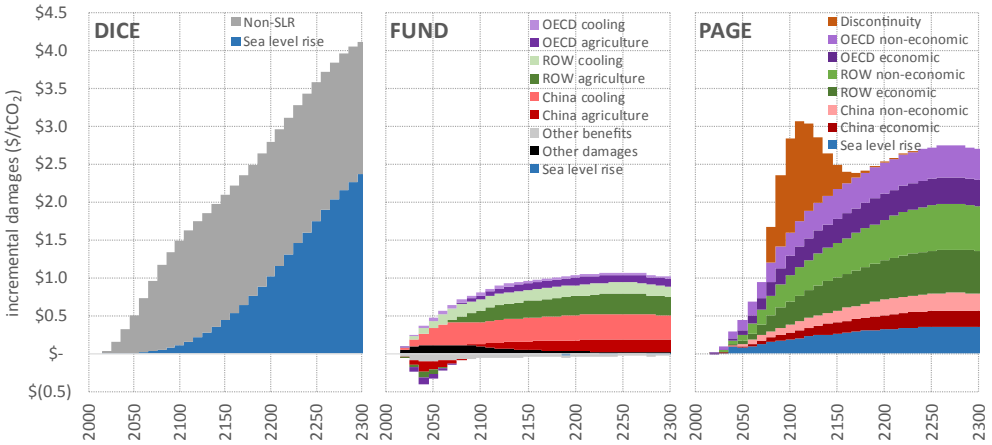 incremental damages ($/tCO₂)
$4.5
$4.0
$3.5
$3.0
$2.5
$2.0
$1.5
$1.0
$0.5
$-
$(0.5)
DICE
Non-SLR
Sea level rise
2000
2050
2100
2150
2200
2250
2300
FUND
OECD cooling
OECD agriculture
ROW cooling
ROW agriculture
China cooling
China agriculture
Other benefits
Other damages
Sea level rise
2000
2050
2100
2150
2200
2250
2300
PAGE
Discontinuity
OECD non-economic
OECD economic
ROW non-economic
ROW economic
China non-economic
China economic
Sea level rise
2000
2050
2100
2150
2200
2250
2300